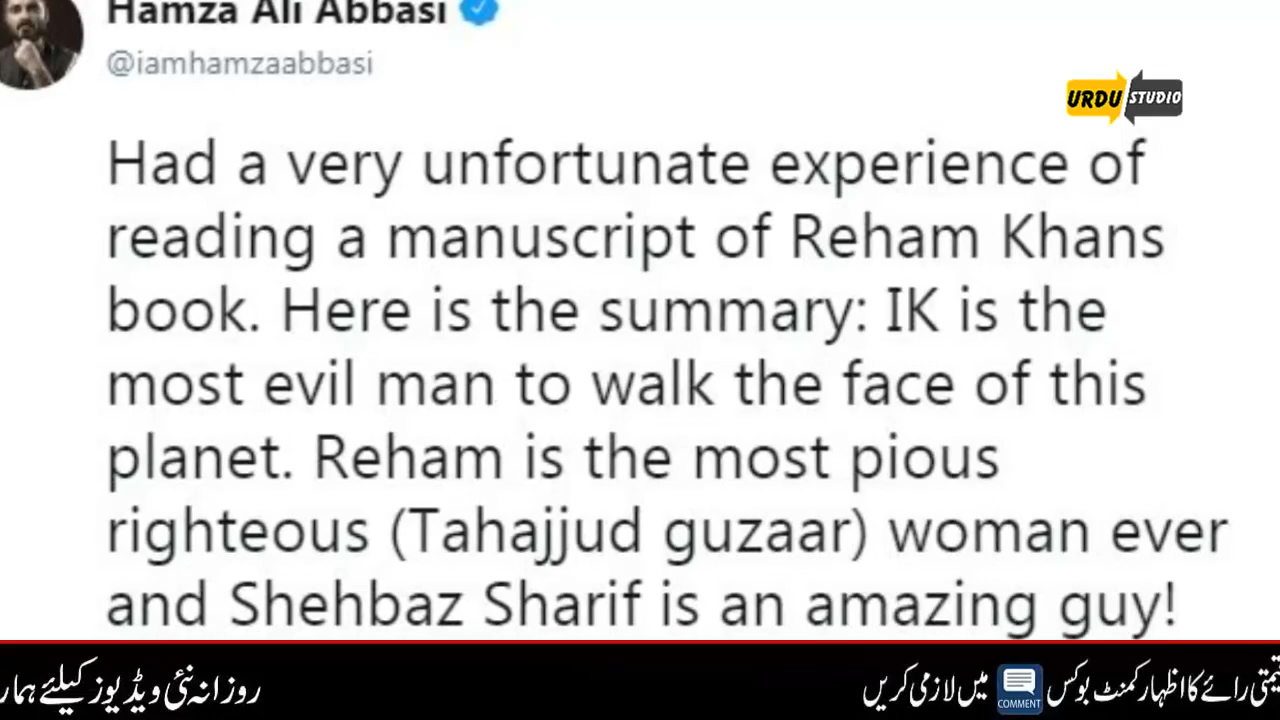 Hamza Ali Abbasi
@iamhamzaabbasi
URDU STUDIO
Had a very unfortunate experience of
reading a manuscript of Reham Khans
book. Here is the summary: IK is the
most evil man to walk the face of this
planet. Reham is the most pious
righteous (Tahajjud guzaar) woman ever
and Shehbaz Sharif is an amazing guy!
قیمتی رائے کا اظہار کمنٹ بوکس COMMENT میں لازمی کریں
روزانہ نئی ویڈیوز کیلئے